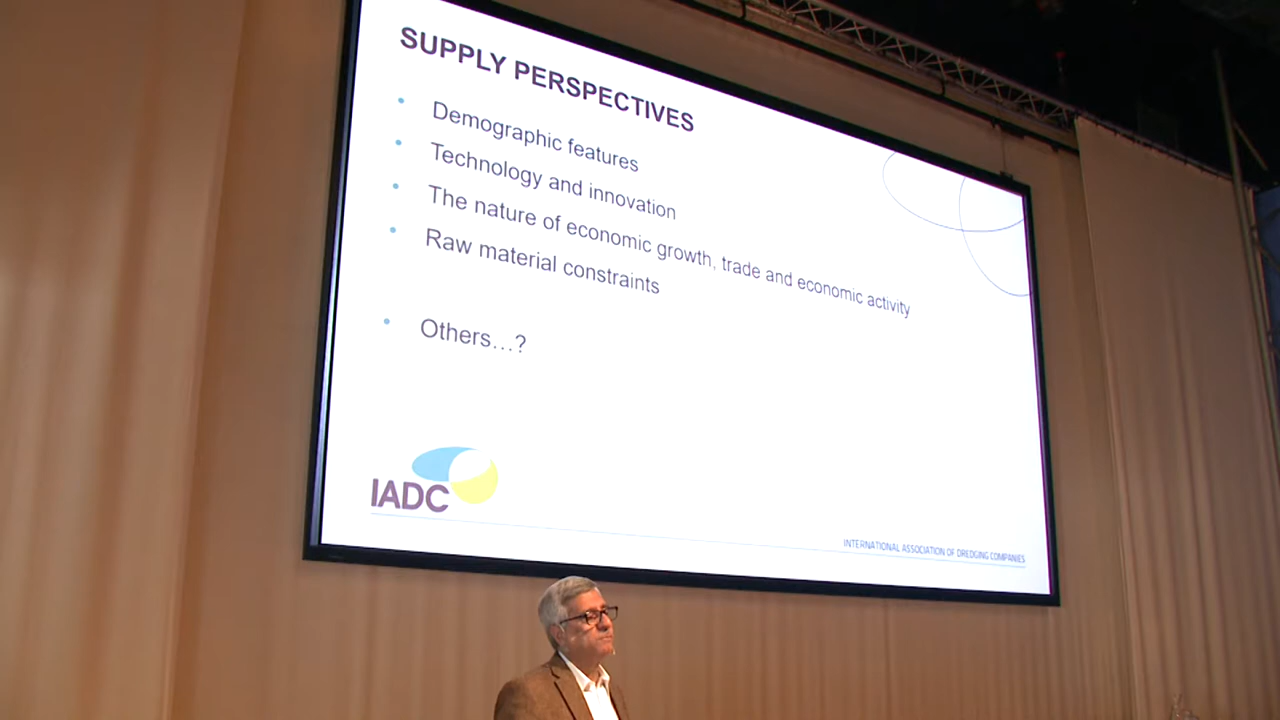 SUPPLY PERSPECTIVES
• Demographic features
• Technology and innovation
• The nature of economic growth, trade and economic activity
• Raw material constraints
• Others...?
IADC
INTERNATIONAL ASSOCIATION OF DREDGING COMPANIES